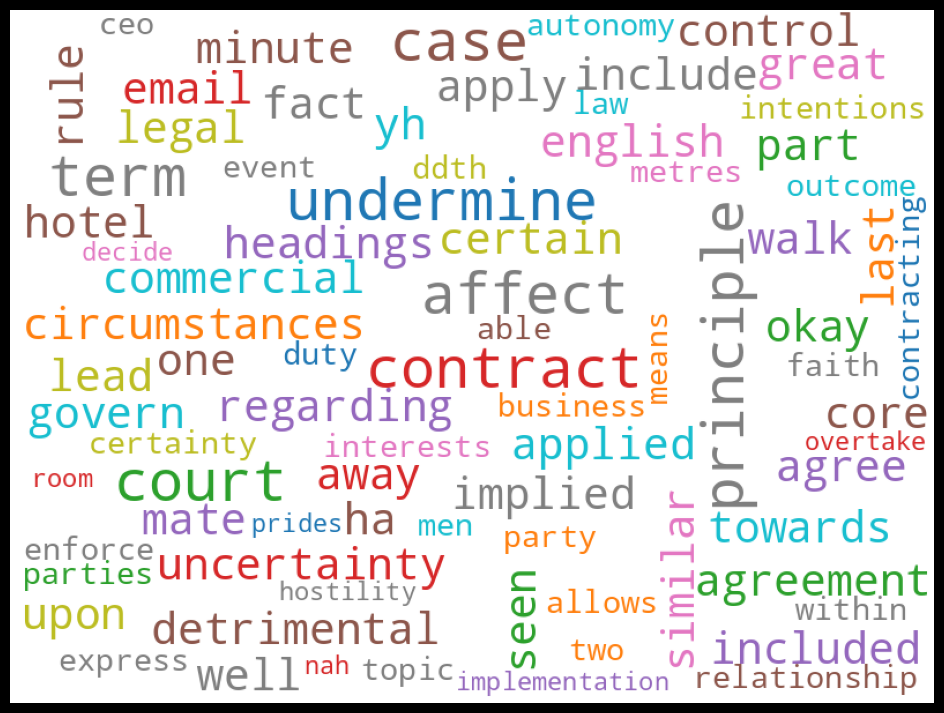 ceo
autonomy
minute
case
control
rule
email
fact
apply
include
great
legal
yh
law
intentions
english
part
term
event
ddth
metres
outcome
hotel
undermine
principle
walk
last
contracting
decide
headings
certain
commercial
affect
circumstances
one
duty
able
means
okay
lead
contract
faith
govern
regarding
business
core
certainty
interests
applied
overtake
room
court
away
implied
agree
mate
prides
ha
men
party
similar
towards
enforce
parties
uncertainty
hostility
seen
allows
agreement
upon
detrimental
two
within
included
express
well
nah
topic
implementation
relationship